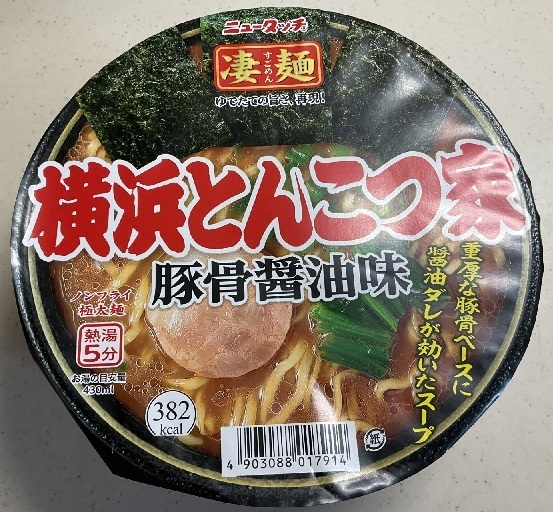 ニュータッチ
凄麺
すごめん
ゆでたての旨さ、再現!
横浜とんこつ家
豚骨醤油味
重厚な豚骨ベースに
醤油ダレが効いたスープ
ノンフライ
極太麺
熱湯
5分
お湯の目安量
430ml
382
kcal
紙
4 903088 017914